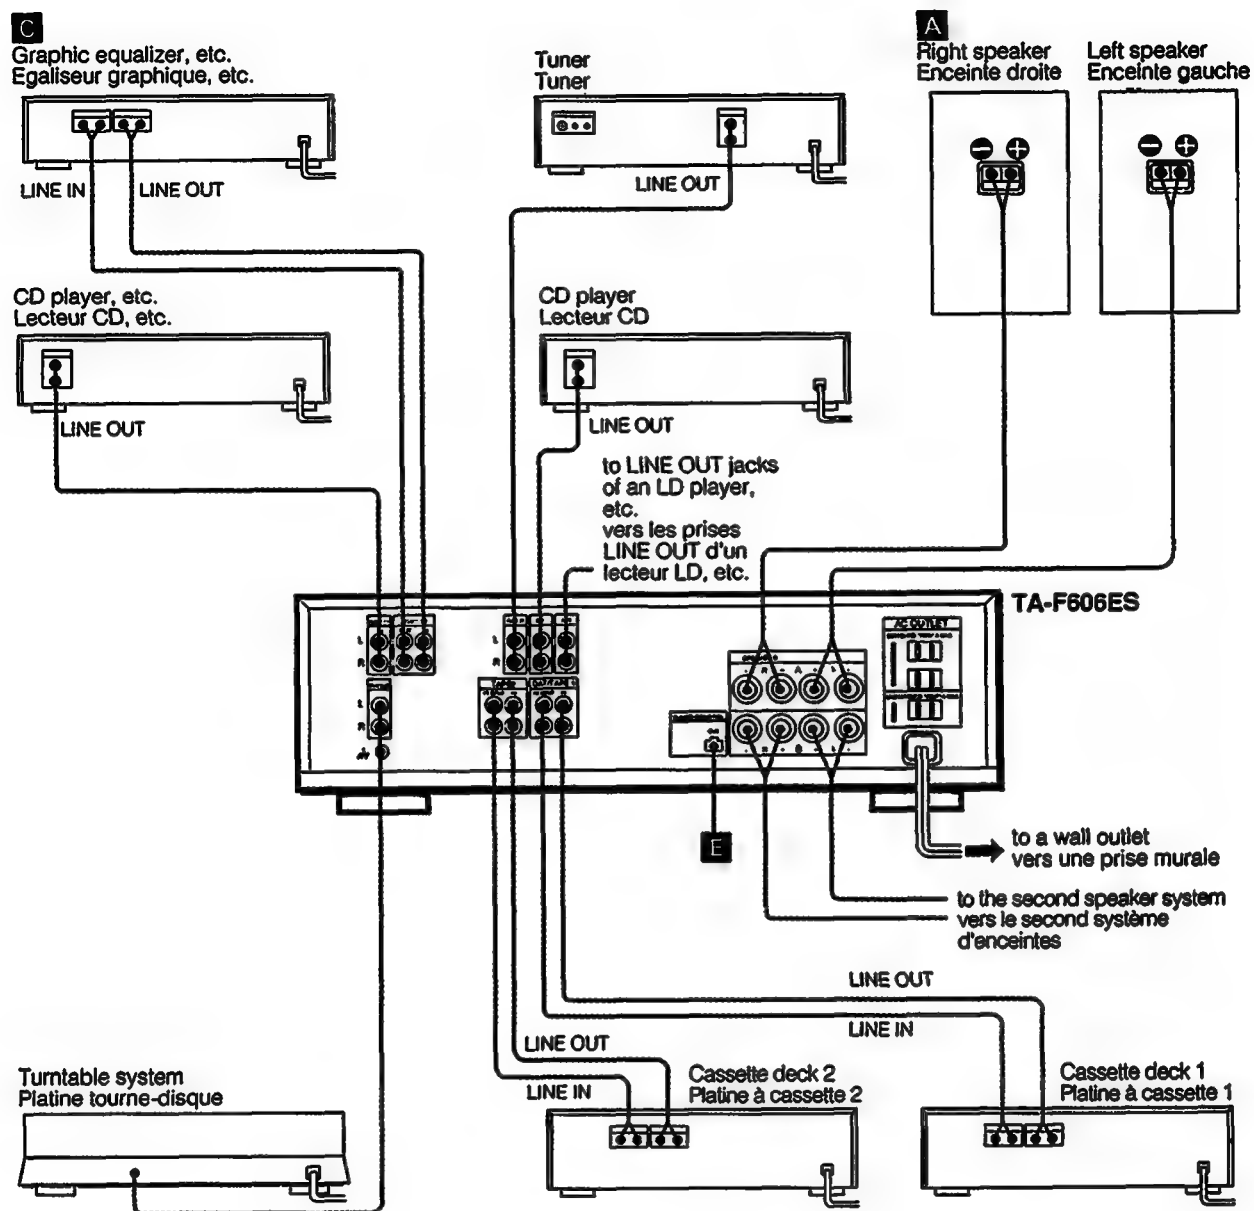 C
Graphic equalizer, etc.
Egaliseur graphique, etc.
LINE IN
LINE OUT
Tuner
Tuner
LINE OUT
A
Right speaker
Enceinte droite
Left speaker
Enceinte gauche
CD player, etc.
Lecteur CD, etc.
LINE OUT
CD player
Lecteur CD
LINE OUT
to LINE OUT jacks
of an LD player,
etc.
vers les prises
LINE OUT d'un
lecteur LD, etc.
TA-F606ES
AC OUTLET
L
R
L
R
L
R
R A L
R B L
E
to a wall outlet
vers une prise murale
to the second speaker system
vers le second système
d'enceintes
LINE OUT
LINE IN
LINE OUT
LINE IN
Turntable system
Platine tourne-disque
Cassette deck 2
Platine à cassette 2
Cassette deck 1
Platine à cassette 1